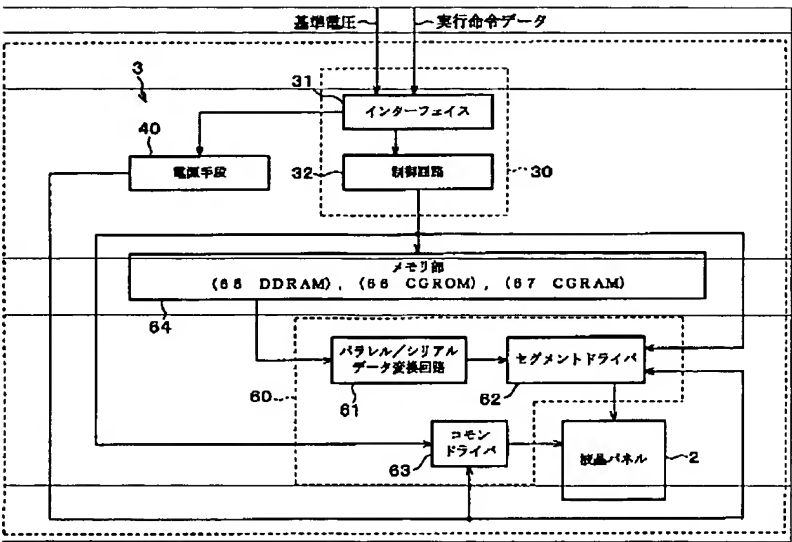 基準電圧 実行命令データ
3
31
インターフェイス
40
電源手段
32
制御回路
30
メモリ部
(65 DDRAM), (66 CGROM), (67 CGRAM)
64
パラレル/シリアル
データ変換回路
セグメントドライバ
60
61
62
コモン
ドライバ
63
液晶パネル
2